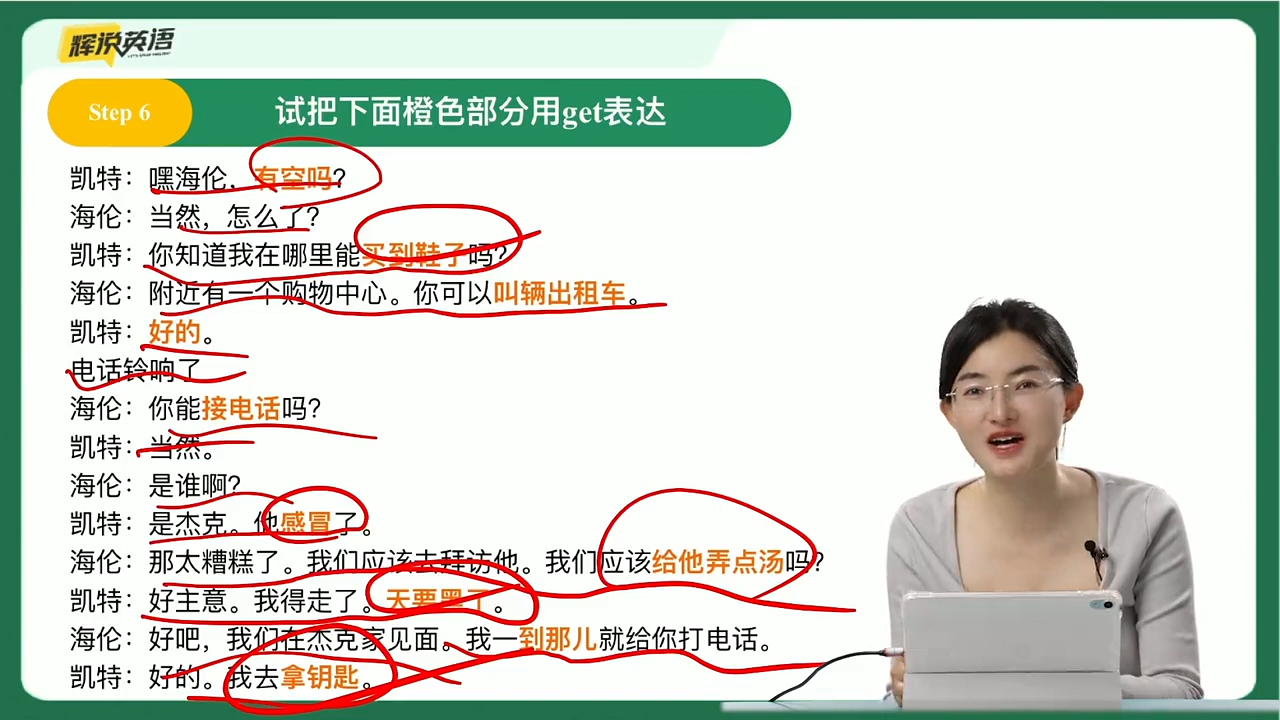 辉说英语
LET'S SPEAK ENGLISH
Step 6
试把下面橙色部分用get表达
凯特：嘿海伦，有空吗？
海伦：当然，怎么了？
凯特：你知道我在哪里能买到鞋子吗？
海伦：附近有一个购物中心。你可以叫辆出租车。
凯特：好的。
电话铃响了
海伦：你能接电话吗？
凯特：当然。
海伦：是谁啊？
凯特：是杰克。他感冒了。
海伦：那太糟糕了。我们应该去拜访他。我们应该给他弄点汤吗？
凯特：好主意。我得走了。天要黑了。
海伦：好吧，我们在杰克家见面。我一到那儿就给你打电话。
凯特：好的。我去拿钥匙。